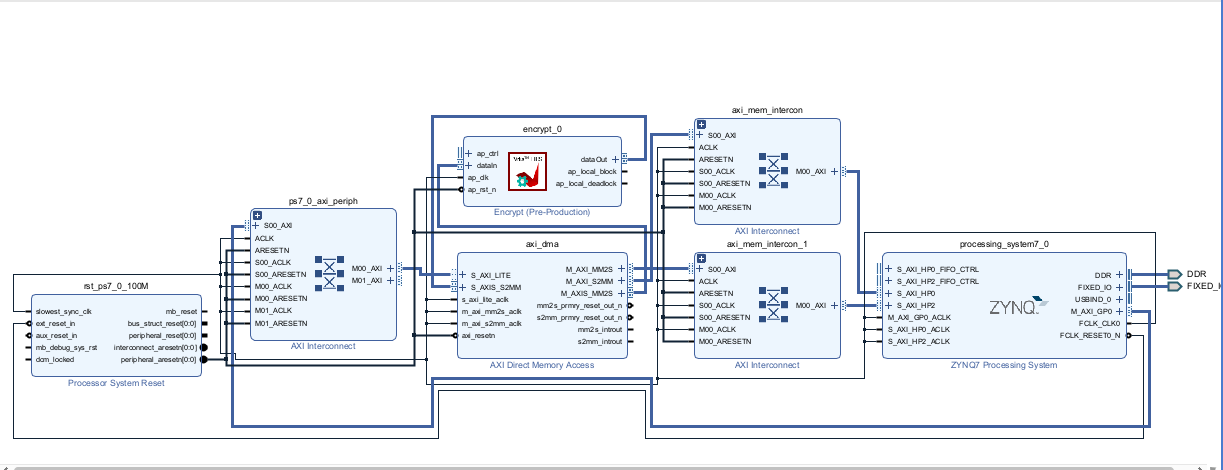 axi_mem_intercon
S00_AXI
ACLK
ARESETN
S00_ACLK
S00_ARESETN
M00_ACLK
M00_ARESETN
M00_AXI
AXI Interconnect
encrypt_0
ap_ctrl
dataIn
ap_clk
ap_rst_n
dataOut
ap_local_block
ap_local_deadlock
Encrypt (Pre-Production)
ps7_0_axi_periph
S00_AXI
ACLK
ARESETN
S00_ACLK
S00_ARESETN
M00_ACLK
M00_ARESETN
M01_ACLK
M01_ARESETN
M00_AXI
M01_AXI
AXI Interconnect
axi_dma
S_AXI_LITE
S_AXIS_S2MM
s_axi_lite_aclk
m_axi_mm2s_aclk
m_axi_s2mm_aclk
axi_resetn
M_AXI_MM2S
M_AXI_S2MM
M_AXIS_MM2S
mm2s_prmry_reset_out_n
s2mm_prmry_reset_out_n
mm2s_introut
s2mm_introut
AXI Direct Memory Access
axi_mem_intercon_1
S00_AXI
ACLK
ARESETN
S00_ACLK
S00_ARESETN
M00_ACLK
M00_ARESETN
M00_AXI
AXI Interconnect
processing_system7_0
S_AXI_HP0_FIFO_CTRL
S_AXI_HP2_FIFO_CTRL
S_AXI_HP0
S_AXI_HP2
M_AXI_GP0_ACLK
S_AXI_HP0_ACLK
S_AXI_HP2_ACLK
ZYNQ
DDR
FIXED_IO
USBIND_0
M_AXI_GP0
FCLK_CLK0
FCLK_RESET0_N
ZYNQ7 Processing System
DDR
rst_ps7_0_100M
slowest_sync_clk
ext_reset_in
aux_reset_in
mb_debug_sys_rst
dcm_locked
mb_reset
bus_struct_reset[0:0]
peripheral_reset[0:0]
interconnect_aresetn[0:0]
peripheral_aresetn[0:0]
Processor System Reset